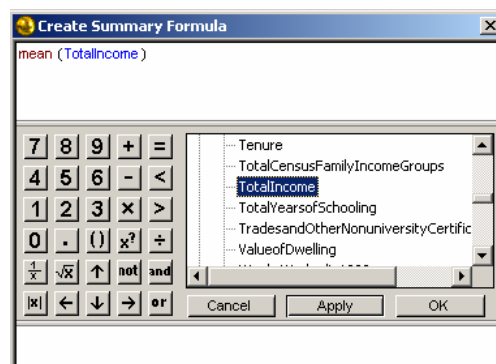 Create Summary Formula
mean (TotalIncome)
7 8 9 + =
4 5 6 - <
1 2 3 × >
0 . () x? ÷
1/x √x ↑ not and
|x| ← ↓ → or
Tenure
TotalCensusFamilyIncomeGroups
TotalIncome
TotalYearsofSchooling
TradesandOtherNonuniversityCertific
ValueofDwelling
Cancel Apply OK